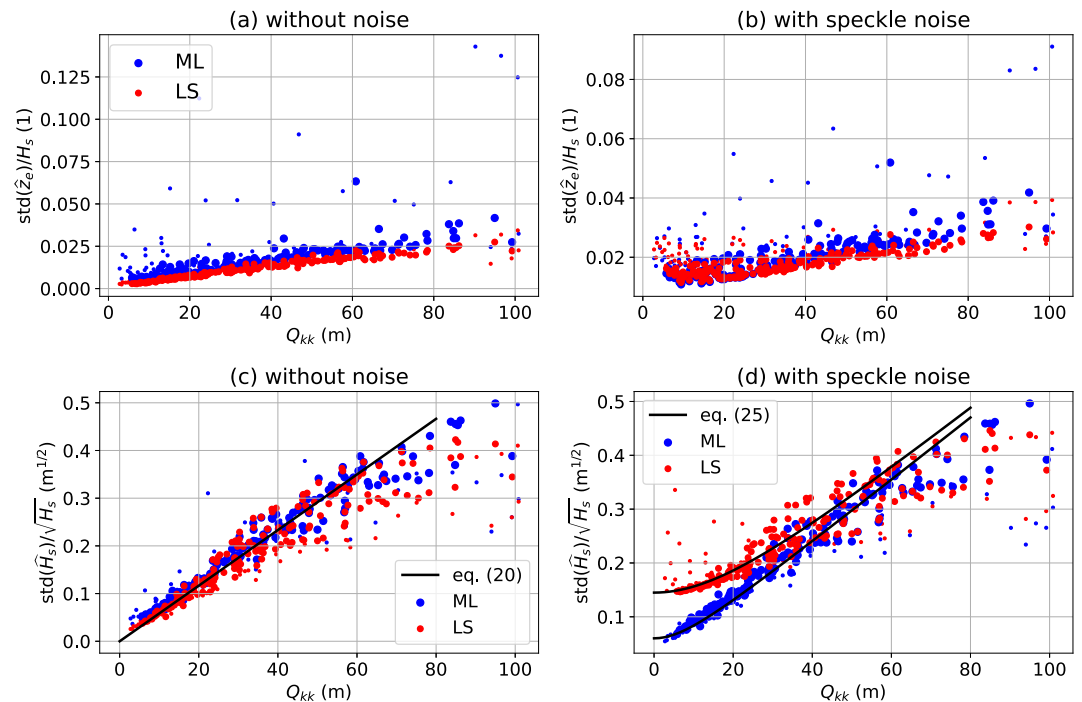 (a) without noise
0.125
0.100
0.075
0.050
0.025
0.000
std(ẑₑ)/Hₛ (1)
ML
LS
0 20 40 60 80 100
Qₖₖ (m)
(b) with speckle noise
0.08
0.06
0.04
0.02
std(ẑₑ)/Hₛ (1)
0 20 40 60 80 100
Qₖₖ (m)
(c) without noise
0.5
0.4
0.3
0.2
0.1
0.0
std(Ĥₛ)/√Hₛ (m^1/2)
eq. (20)
ML
LS
0 20 40 60 80 100
Qₖₖ (m)
(d) with speckle noise
0.5
0.4
0.3
0.2
0.1
std(Ĥₛ)/√Hₛ (m^1/2)
eq. (25)
ML
LS
0 20 40 60 80 100
Qₖₖ (m)